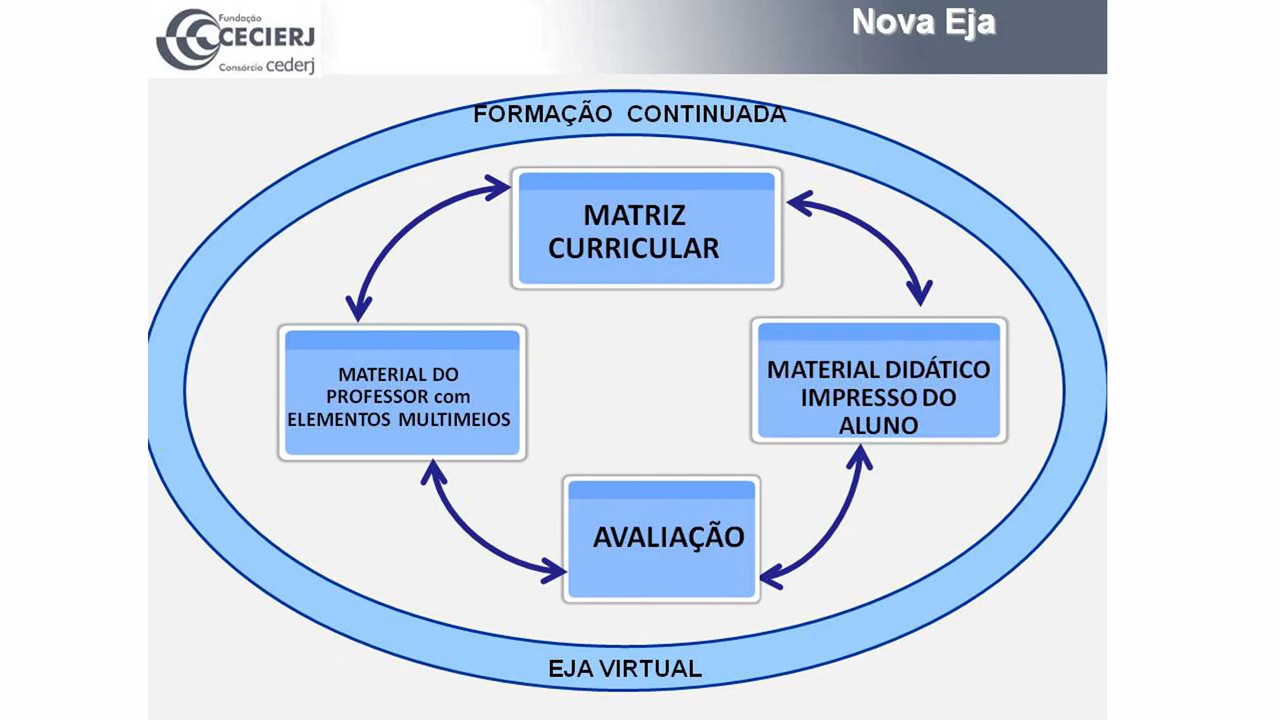 Fundação
CECIERJ
Consórcio cederj
Nova Eja
FORMAÇÃO CONTINUADA
MATRIZ
CURRICULAR
MATERIAL DO
PROFESSOR com
ELEMENTOS MULTIMEIOS
MATERIAL DIDÁTICO
IMPRESSO DO
ALUNO
AVALIAÇÃO
EJA VIRTUAL